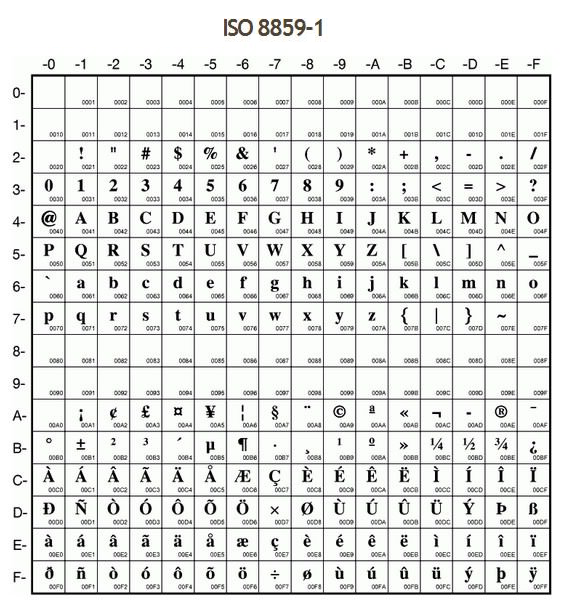 ISO 8859-1
-0 -1 -2 -3 -4 -5 -6 -7 -8 -9 -A -B -C -D -E -F
0-
0001 0002 0003 0004 0005 0006 0007 0008 0009 000A 000B 000C 000D 000E 000F
1-
0010 0011 0012 0013 0014 0015 0016 0017 0018 0019 001A 001B 001C 001D 001E 001F
2- ! " # $ % & ' ( ) * + , - . /
0020 0021 0022 0023 0024 0025 0026 0027 0028 0029 002A 002B 002C 002D 002E 002F
3- 0 1 2 3 4 5 6 7 8 9 : ; < = > ?
0030 0031 0032 0033 0034 0035 0036 0037 0038 0039 003A 003B 003C 003D 003E 003F
4- @ A B C D E F G H I J K L M N O
0040 0041 0042 0043 0044 0045 0046 0047 0048 0049 004A 004B 004C 004D 004E 004F
5- P Q R S T U V W X Y Z [ \ ] ^ _
0050 0051 0052 0053 0054 0055 0056 0057 0058 0059 005A 005B 005C 005D 005E 005F
6- ` a b c d e f g h i j k l m n o
0060 0061 0062 0063 0064 0065 0066 0067 0068 0069 006A 006B 006C 006D 006E 006F
7- p q r s t u v w x y z { | } ~
0070 0071 0072 0073 0074 0075 0076 0077 0078 0079 007A 007B 007C 007D 007E 007F
8-
0080 0081 0082 0083 0084 0085 0086 0087 0088 0089 008A 008B 008C 008D 008E 008F
9-
0090 0091 0092 0093 0094 0095 0096 0097 0098 0099 009A 009B 009C 009D 009E 009F
A- ¡ ¢ £ ¤ ¥ ¦ § ¨ © ª « ¬ - ® ¯
00A0 00A1 00A2 00A3 00A4 00A5 00A6 00A7 00A8 00A9 00AA 00AB 00AC 00AD 00AE 00AF
B- ° ± ² ³ ´ µ ¶ · ¸ ¹ º » ¼ ½ ¾ ¿
00B0 00B1 00B2 00B3 00B4 00B5 00B6 00B7 00B8 00B9 00BA 00BB 00BC 00BD 00BE 00BF
C- À Á Â Ã Ä Å Æ Ç È É Ê Ë Ì Í Î Ï
00C0 00C1 00C2 00C3 00C4 00C5 00C6 00C7 00C8 00C9 00CA 00CB 00CC 00CD 00CE 00CF
D- Ð Ñ Ò Ó Ô Õ Ö × Ø Ù Ú Û Ü Ý Þ ß
00D0 00D1 00D2 00D3 00D4 00D5 00D6 00D7 00D8 00D9 00DA 00DB 00DC 00DD 00DE 00DF
E- à á â ã ä å æ ç è é ê ë ì í î ï
00E0 00E1 00E2 00E3 00E4 00E5 00E6 00E7 00E8 00E9 00EA 00EB 00EC 00ED 00EE 00EF
F- ð ñ ò ó ô õ ö ÷ ø ù ú û ü ý þ ÿ
00F0 00F1 00F2 00F3 00F4 00F5 00F6 00F7 00F8 00F9 00FA 00FB 00FC 00FD 00FE 00FF